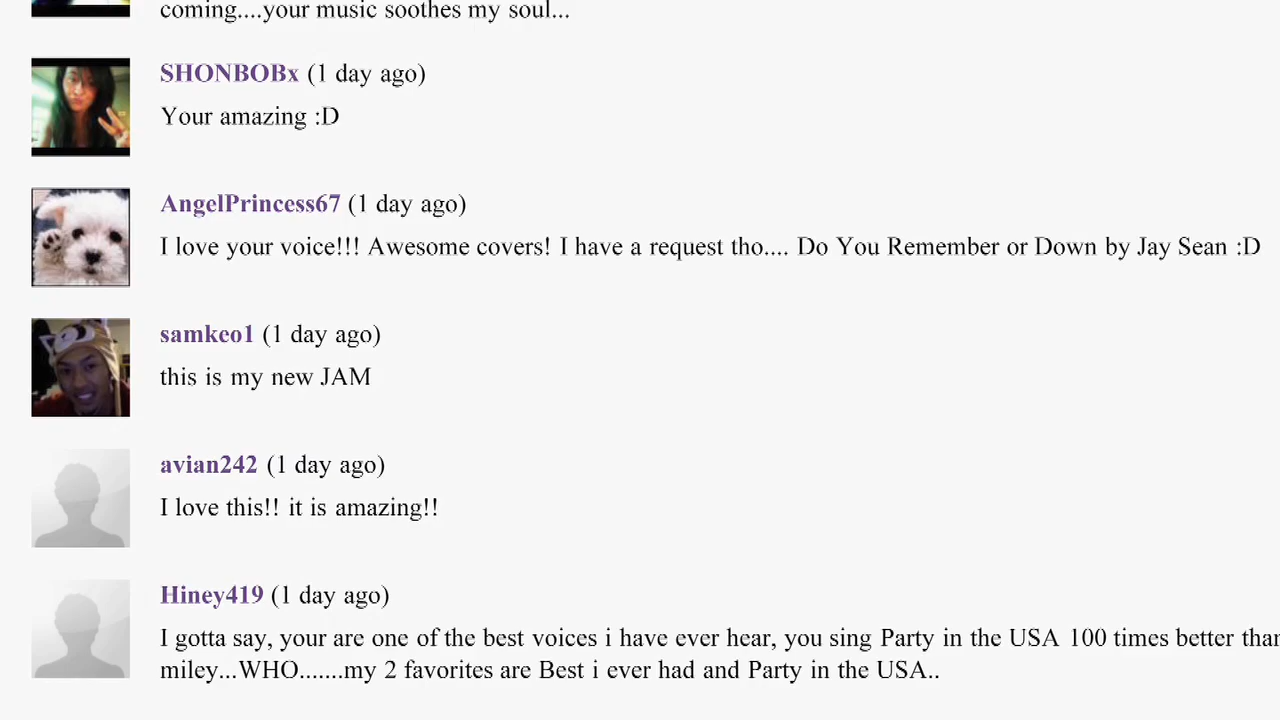 coming....your music soothes my soul...
SHONBOBx (1 day ago)
Your amazing :D
AngelPrincess67 (1 day ago)
I love your voice!!! Awesome covers! I have a request tho.... Do You Remember or Down by Jay Sean :D
samkeo1 (1 day ago)
this is my new JAM
avian242 (1 day ago)
I love this!! it is amazing!!
Hiney419 (1 day ago)
I gotta say, your are one of the best voices i have ever hear, you sing Party in the USA 100 times better than
miley...WHO.......my 2 favorites are Best i ever had and Party in the USA..